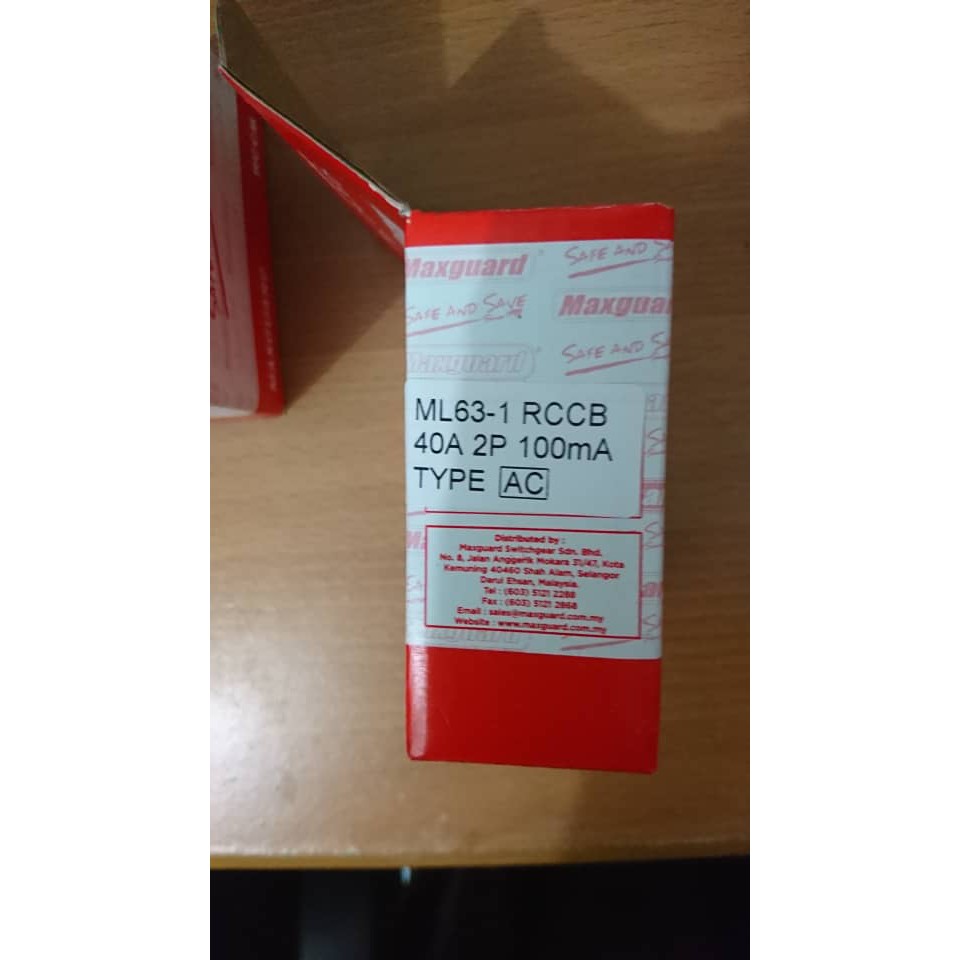 RCCB
Maxguard
SAFE AND
SAFE AND SAVE
Maxguar
Maxguard
SAFE AND S
ML63-1 RCCB
40A 2P 100mA
TYPE AC
Distributed by :
Maxguard Switchgear Sdn. Bhd.
No. 8, Jalan Anggerik Mokara 31/47, Kota
Kemuning 40460 Shah Alam, Selangor
Darul Ehsan, Malaysia.
Tel : (603) 5121 2288
Fax : (603) 5121 2868
Email : sales@maxguard.com.my
Website : www.maxguard.com.my
Maxguard